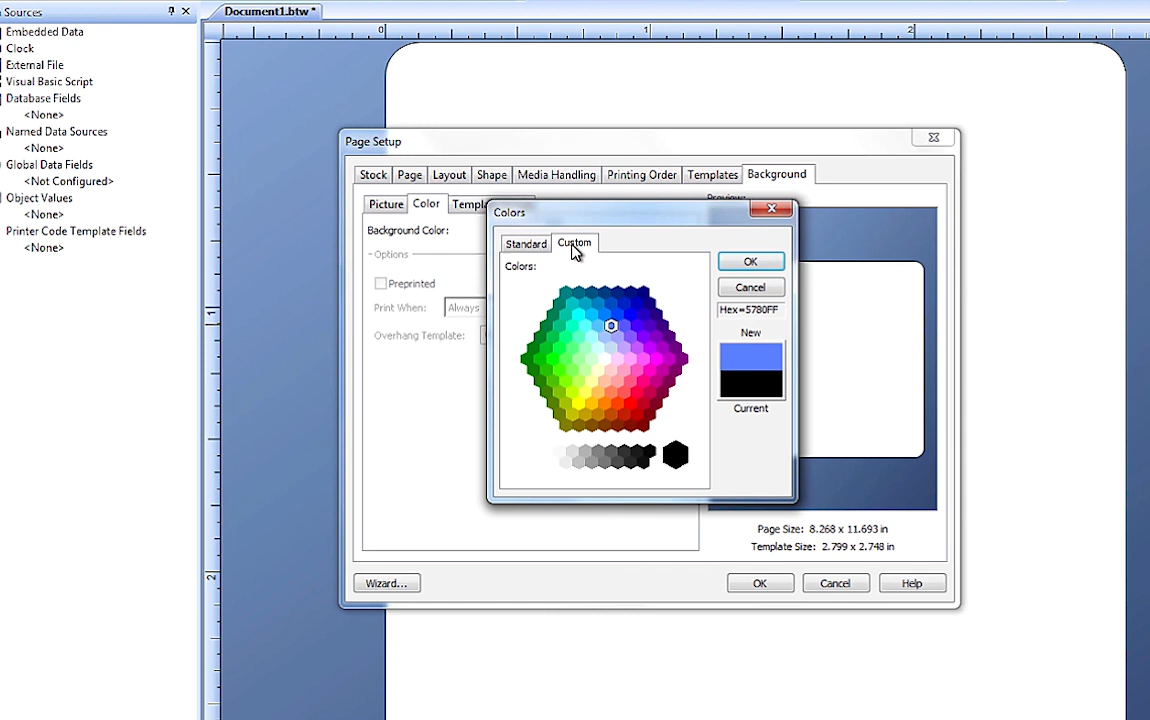 Sources
Document1.btw *
Embedded Data
Clock
External File
Visual Basic Script
Database Fields
<None>
Named Data Sources
<None>
Global Data Fields
<Not Configured>
Object Values
<None>
Printer Code Template Fields
<None>
0
1
2
1
2
Page Setup
Stock
Page
Layout
Shape
Media Handling
Printing Order
Templates
Background
Picture
Color
Preview:
Background Color:
Options
Preprinted
Print When:
Always
Overhang Template:
Colors
Standard
Custom
Colors:
OK
Cancel
Hex=5780FF
New
Current
Page Size: 8.268 x 11.693 in
Template Size: 2.799 x 2.748 in
Wizard...
OK
Cancel
Help